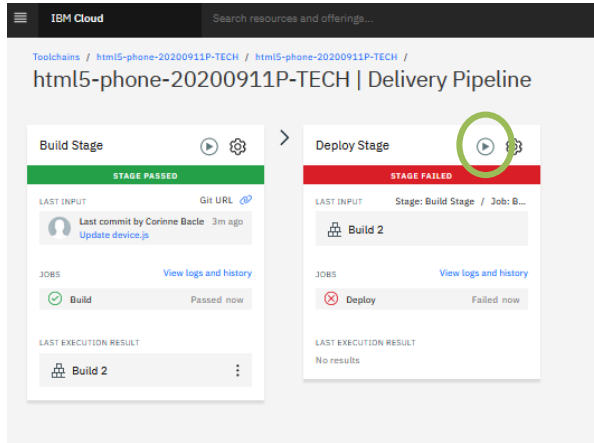 IBM Cloud
Search resources and offerings...
Toolchains / html5-phone-20200911P-TECH / html5-phone-20200911P-TECH /
html5-phone-20200911P-TECH | Delivery Pipeline
Build Stage
STAGE PASSED
LAST INPUT Git URL
Last commit by Corinne Bacle 3m ago
Update device.js
JOBS View logs and history
Build Passed now
LAST EXECUTION RESULT
Build 2
Deploy Stage
STAGE FAILED
LAST INPUT Stage: Build Stage / Job: B...
Build 2
JOBS View logs and history
Deploy Failed now
LAST EXECUTION RESULT
No results